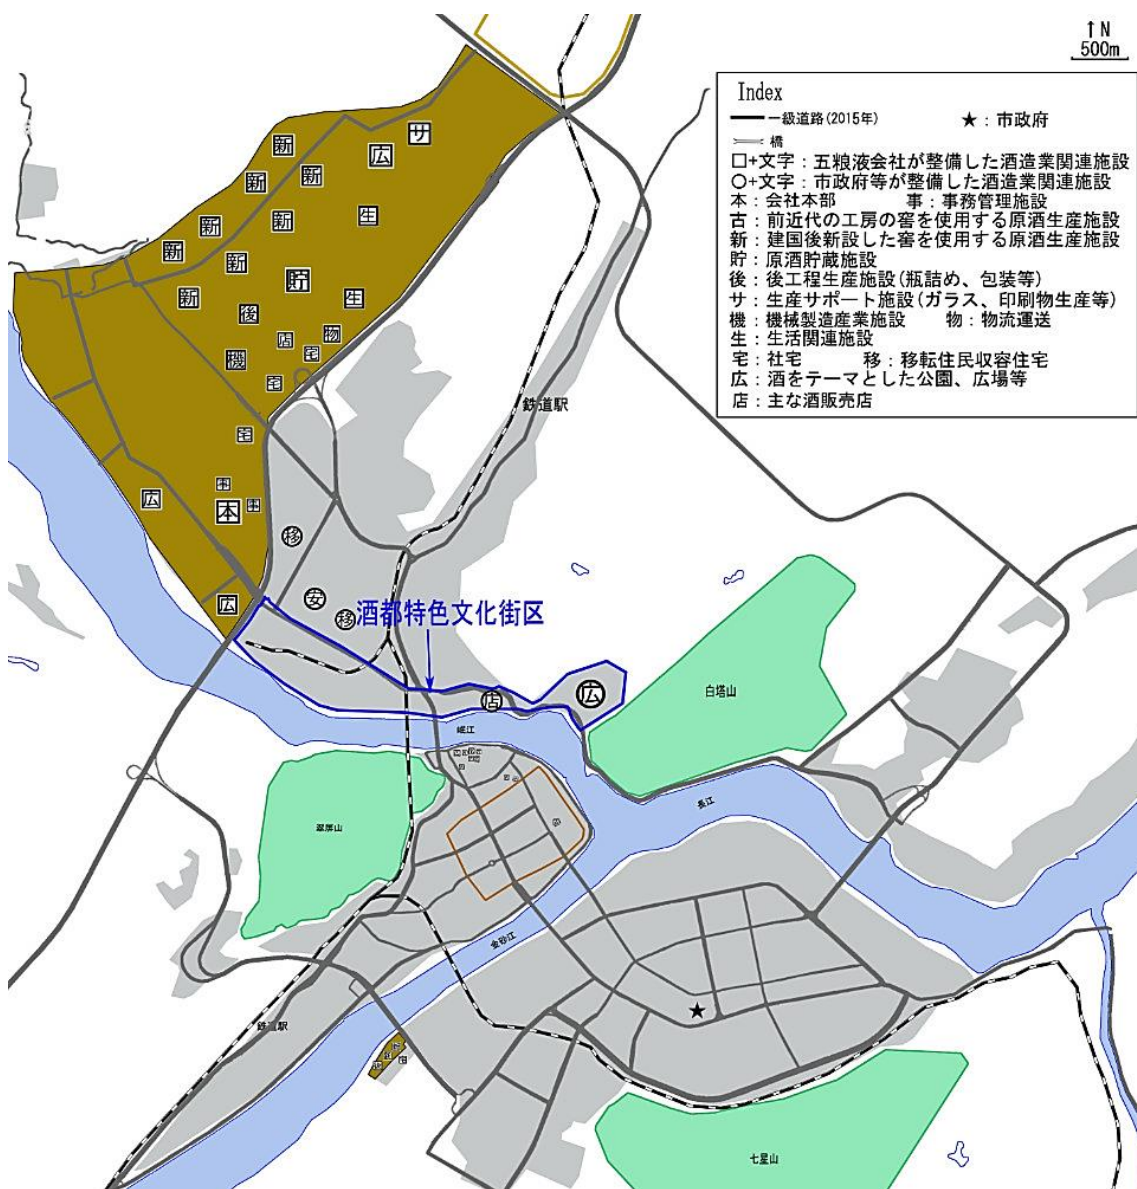 ↑N
500m
Index
一級道路(2015年)
★：市政府
橋
□+文字：五粮液会社が整備した酒造業関連施設
○+文字：市政府等が整備した酒造業関連施設
本：会社本部
事：事務管理施設
古：前近代の工房の窖を使用する原酒生産施設
新：建国後新設した窖を使用する原酒生産施設
貯：原酒貯蔵施設
後：後工程生産施設(瓶詰め、包装等)
サ：生産サポート施設(ガラス、印刷物生産等)
機：機械製造産業施設
物：物流運送
生：生活関連施設
宅：社宅
移：移転住民収容住宅
広：酒をテーマとした公園、広場等
店：主な酒販売店
サ
広
新
新
新
生
新
新
新
新
新
貯
新
生
後
物
店
宅
機
宅
鉄道駅
宅
事
広
本
事
移
安
広
移
酒都特色文化街区
広
店
白塔山
岷江
長江
翠屏山
店
金砂江
★
鉄道駅
七星山